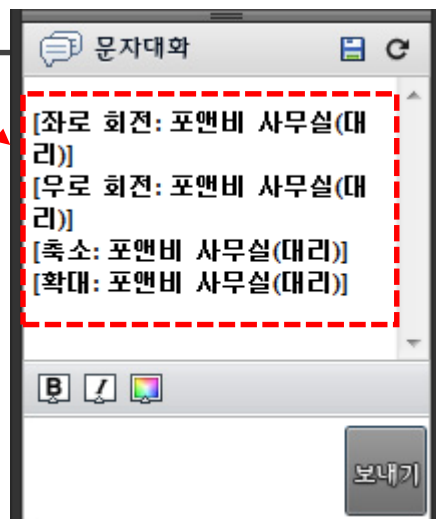 문자대화
[좌로 회전: 포앤비 사무실(대
리)]
[우로 회전: 포앤비 사무실(대
리)]
[축소: 포앤비 사무실(대리)]
[확대: 포앤비 사무실(대리)]
B I
보내기